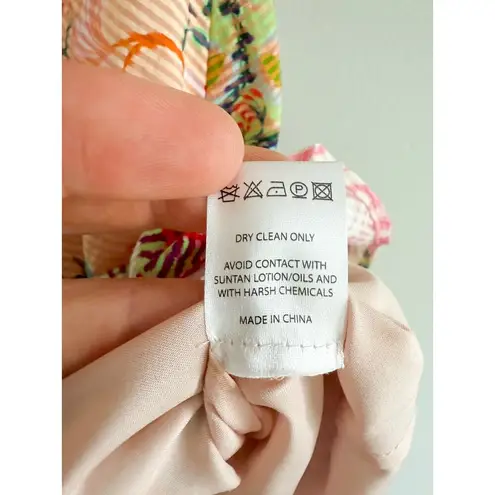 DRY CLEAN ONLY
AVOID CONTACT WITH
SUNTAN LOTION/OILS AND
WITH HARSH CHEMICALS
MADE IN CHINA